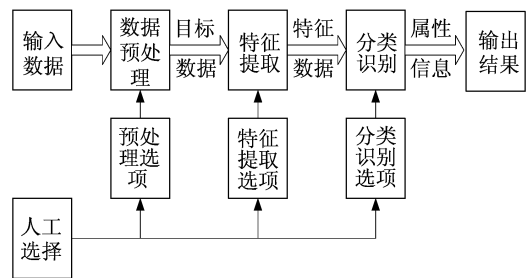 输入
数据
数据
预处
理
目标
数据
特征
提取
特征
数据
分类
识别
属性
信息
输出
结果
预处
理选
项
特征
提取
选项
分类
识别
选项
人工
选择